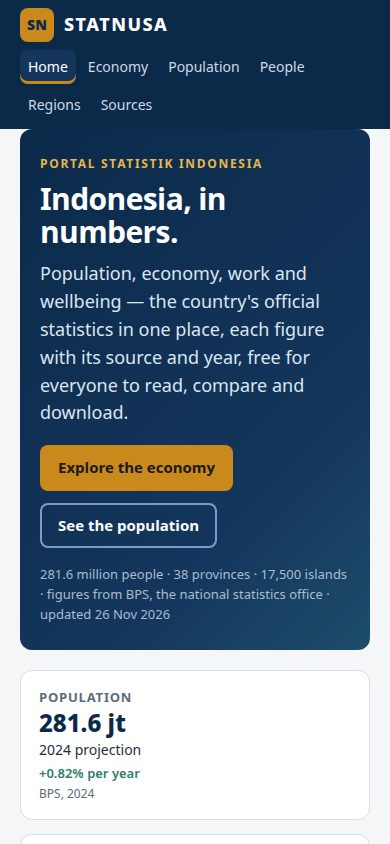 SN STATNUSA
Home Economy Population People
Regions Sources
PORTAL STATISTIK INDONESIA
Indonesia, in
numbers.
Population, economy, work and
wellbeing — the country's official
statistics in one place, each figure
with its source and year, free for
everyone to read, compare and
download.
Explore the economy
See the population
281.6 million people · 38 provinces · 17,500 islands
· figures from BPS, the national statistics office ·
updated 26 Nov 2026
POPULATION
281.6 jt
2024 projection
+0.82% per year
BPS, 2024